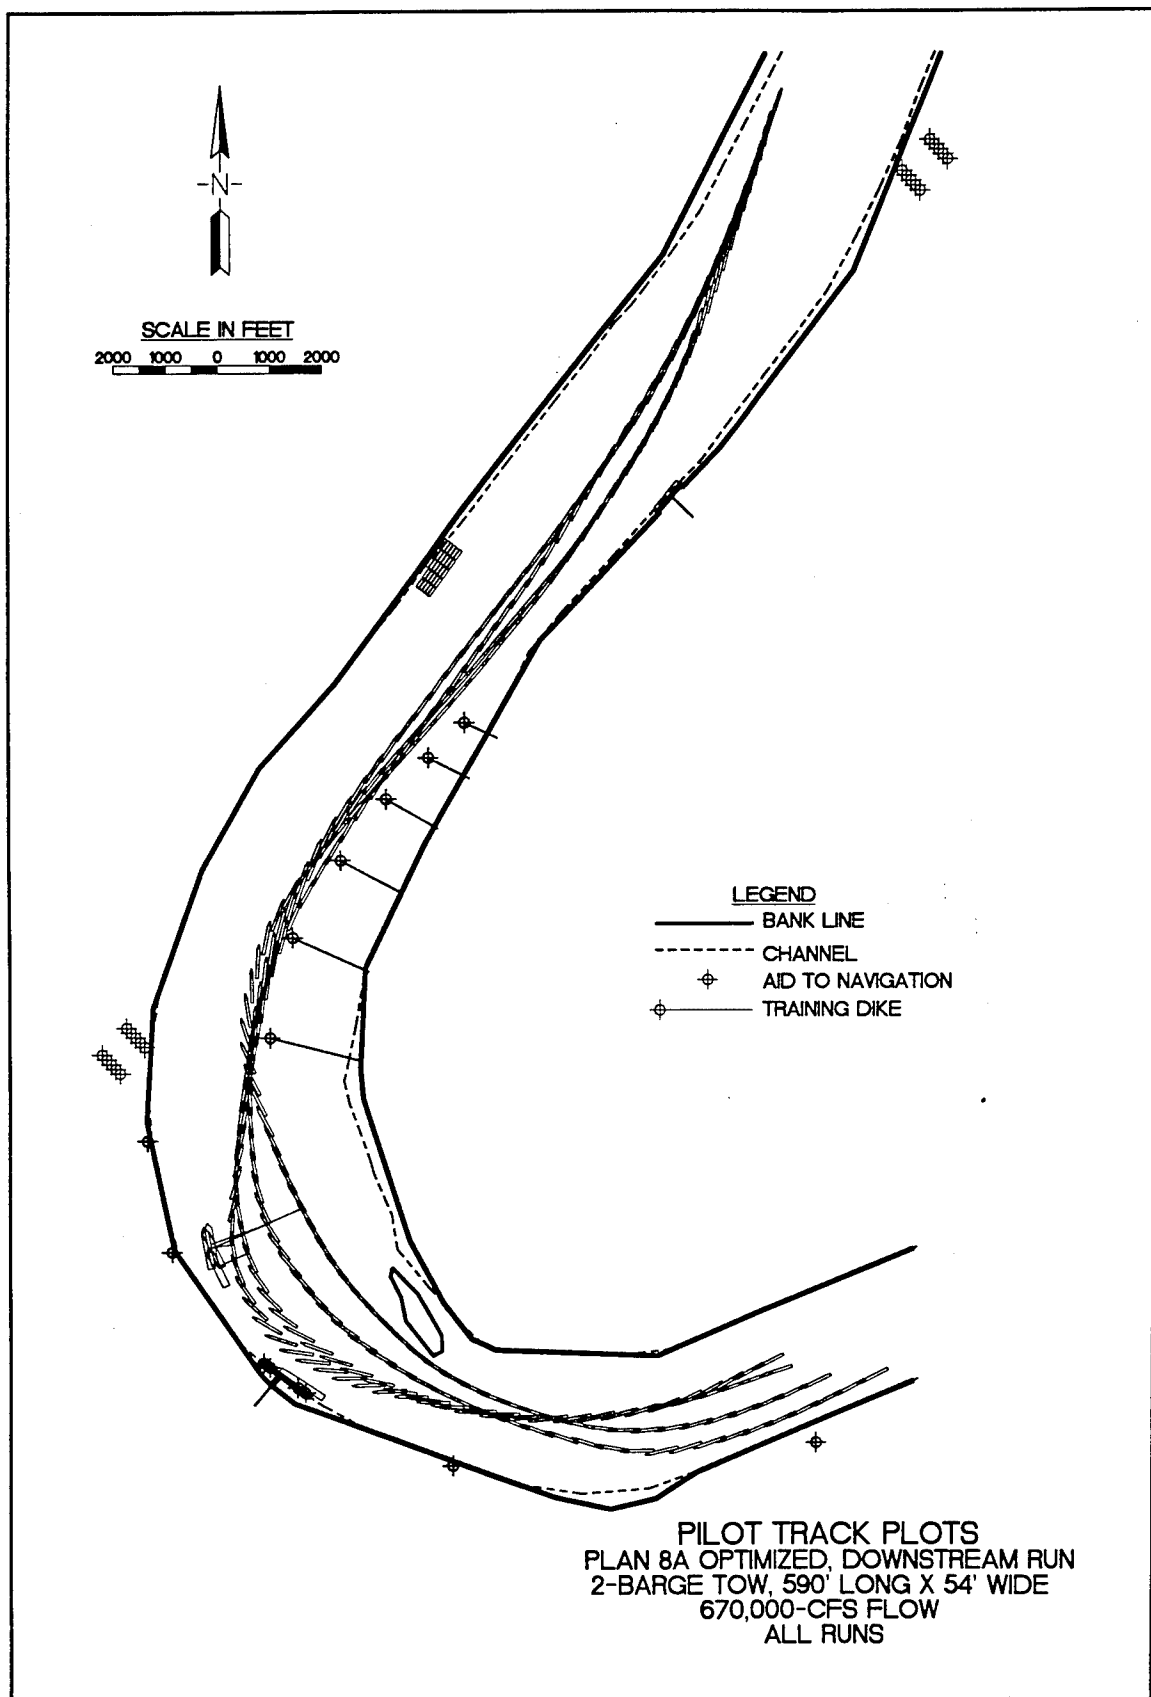 -N-
SCALE IN FEET
2000 1000 0 1000 2000
LEGEND
BANK LINE
CHANNEL
AID TO NAVIGATION
TRAINING DIKE
PILOT TRACK PLOTS
PLAN 8A OPTIMIZED, DOWNSTREAM RUN
2-BARGE TOW, 590' LONG X 54' WIDE
670,000-CFS FLOW
ALL RUNS